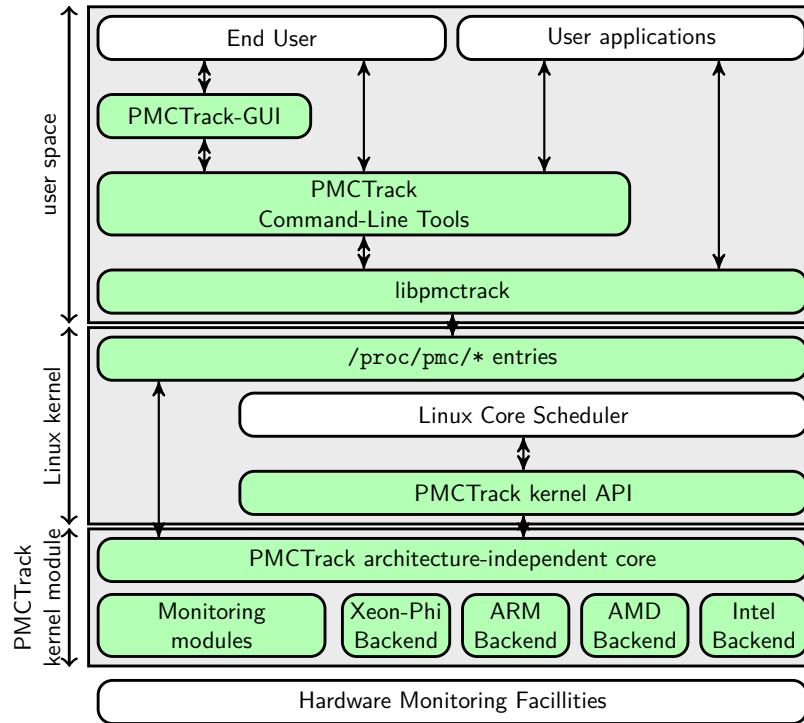 End User
User applications
PMCTrack-GUI
PMCTrack
Command-Line Tools
libpmctrack
user space
/proc/pmc/* entries
Linux Core Scheduler
PMCTrack kernel API
Linux kernel
PMCTrack architecture-independent core
Monitoring
modules
Xeon-Phi
Backend
ARM
Backend
AMD
Backend
Intel
Backend
PMCTrack
kernel module
Hardware Monitoring Facillities